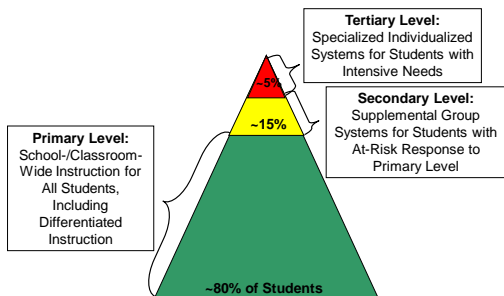 Tertiary Level:
Specialized Individualized
Systems for Students with
Intensive Needs
~5%
Secondary Level:
Supplemental Group
Systems for Students with
At-Risk Response to
Primary Level
~15%
Primary Level:
School-/Classroom-
Wide Instruction for
All Students,
Including
Differentiated
Instruction
~80% of Students